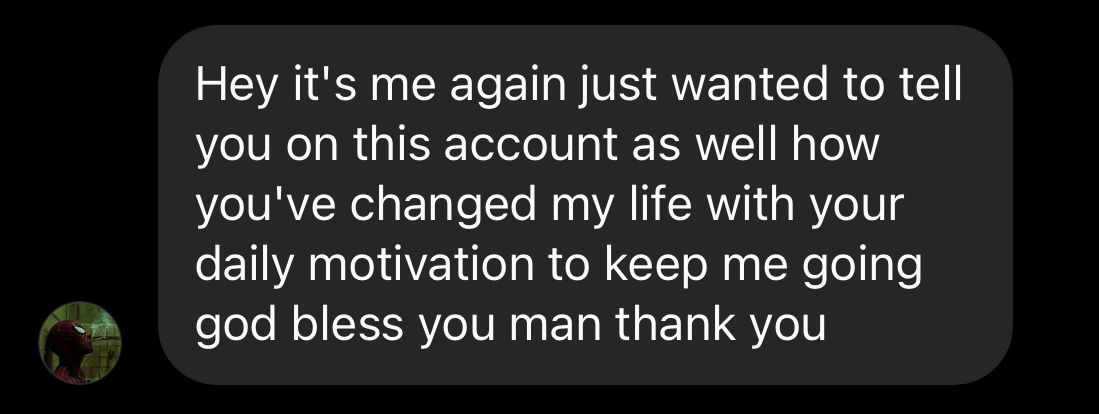 Hey it's me again just wanted to tell
you on this account as well how
you've changed my life with your
daily motivation to keep me going
god bless you man thank you